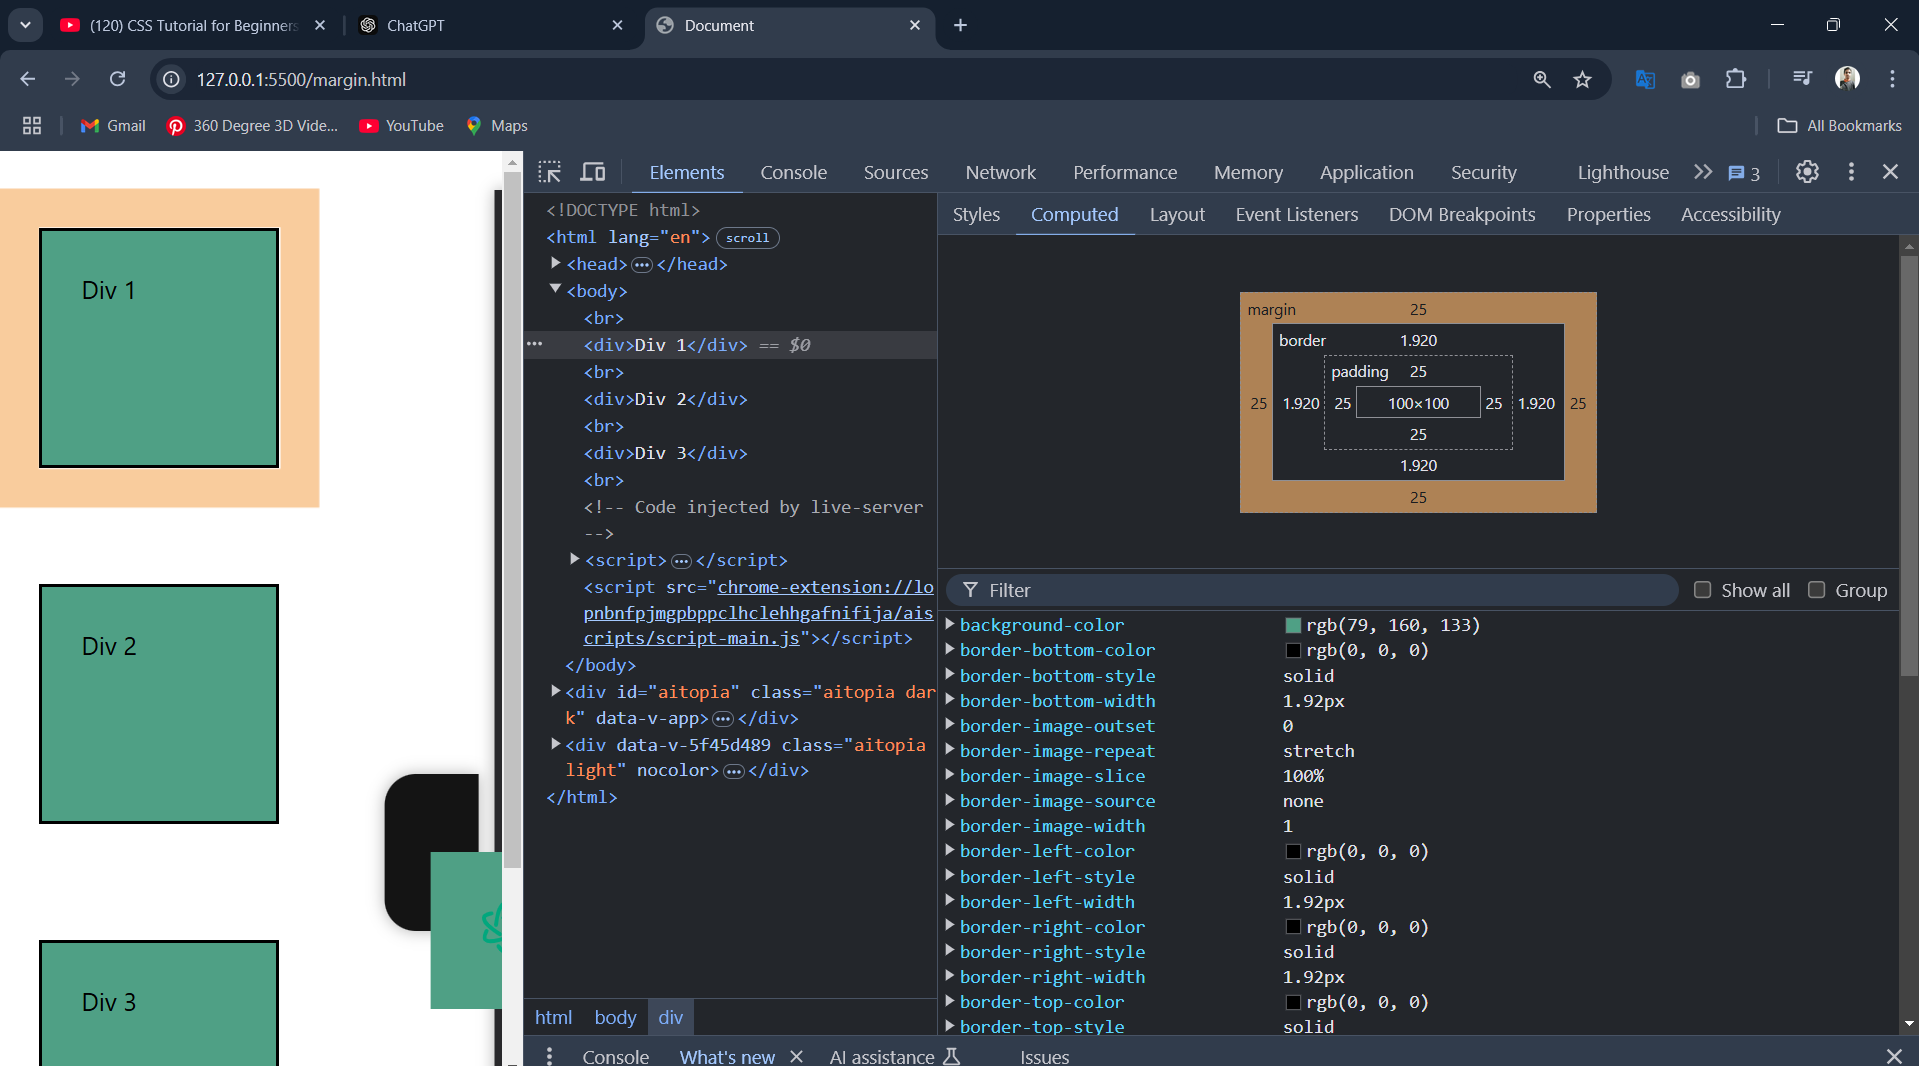 (120) CSS Tutorial for Beginners
ChatGPT
Document
127.0.0.1:5500/margin.html
Gmail
360 Degree 3D Vide...
YouTube
Maps
All Bookmarks
Div 1
Div 2
Div 3
Elements
Console
Sources
Network
Performance
Memory
Application
Security
Lighthouse
3
<!DOCTYPE html>
<html lang="en"> scroll
<head> ••• </head>
<body>
<br>
••• <div>Div 1</div> == $0
<br>
<div>Div 2</div>
<br>
<div>Div 3</div>
<br>
<!-- Code injected by live-server
-->
<script> ••• </script>
<script src="chrome-extension://lo
pnbnfpjmgpbppclhclehhgafnifija/ais
cripts/script-main.js"></script>
</body>
<div id="aitopia" class="aitopia dar
k" data-v-app> ••• </div>
<div data-v-5f45d489 class="aitopia
light" nocolor> ••• </div>
</html>
html body div
Styles
Computed
Layout
Event Listeners
DOM Breakpoints
Properties
Accessibility
margin 25
border 1.920
padding 25
25 1.920 25 100×100 25 1.920 25
25
1.920
25
Filter
Show all
Group
background-color rgb(79, 160, 133)
border-bottom-color rgb(0, 0, 0)
border-bottom-style solid
border-bottom-width 1.92px
border-image-outset 0
border-image-repeat stretch
border-image-slice 100%
border-image-source none
border-image-width 1
border-left-color rgb(0, 0, 0)
border-left-style solid
border-left-width 1.92px
border-right-color rgb(0, 0, 0)
border-right-style solid
border-right-width 1.92px
border-top-color rgb(0, 0, 0)
border-top-style solid
Console
What's new
AI assistance
Issues